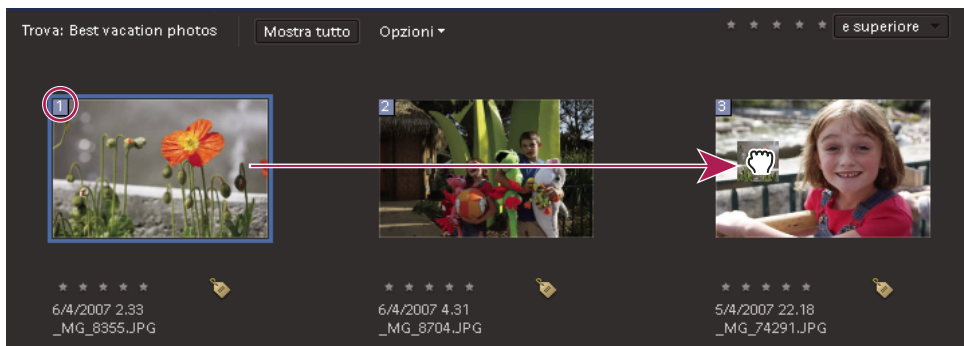 Trova: Best vacation photos Mostra tutto Opzioni e superiore
1 2 3
6/4/2007 2.33 6/4/2007 4.31 5/4/2007 22.18
_MG_8355.JPG _MG_8704.JPG _MG_74291.JPG